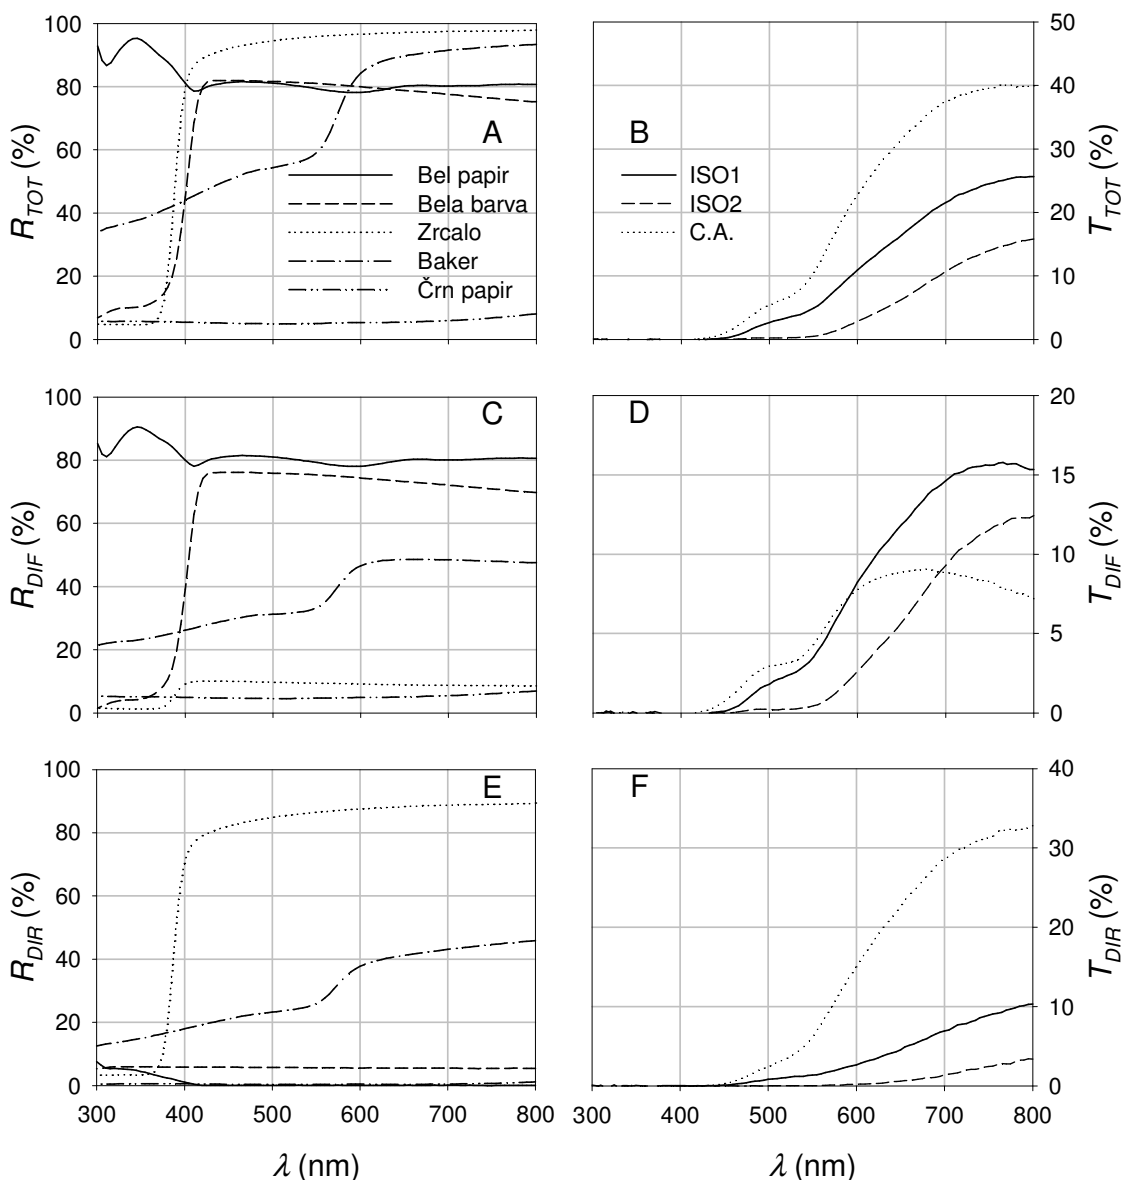 100
80
60
40
20
0
R_TOT (%)
A
Bel papir
Bela barva
Zrcalo
Baker
Črn papir
50
40
30
20
10
0
T_TOT (%)
B
ISO1
ISO2
C.A.
100
80
60
40
20
0
R_DIF (%)
C
20
15
10
5
0
T_DIF (%)
D
100
80
60
40
20
0
R_DIR (%)
E
300 400 500 600 700 800
λ (nm)
40
30
20
10
0
T_DIR (%)
F
300 400 500 600 700 800
λ (nm)